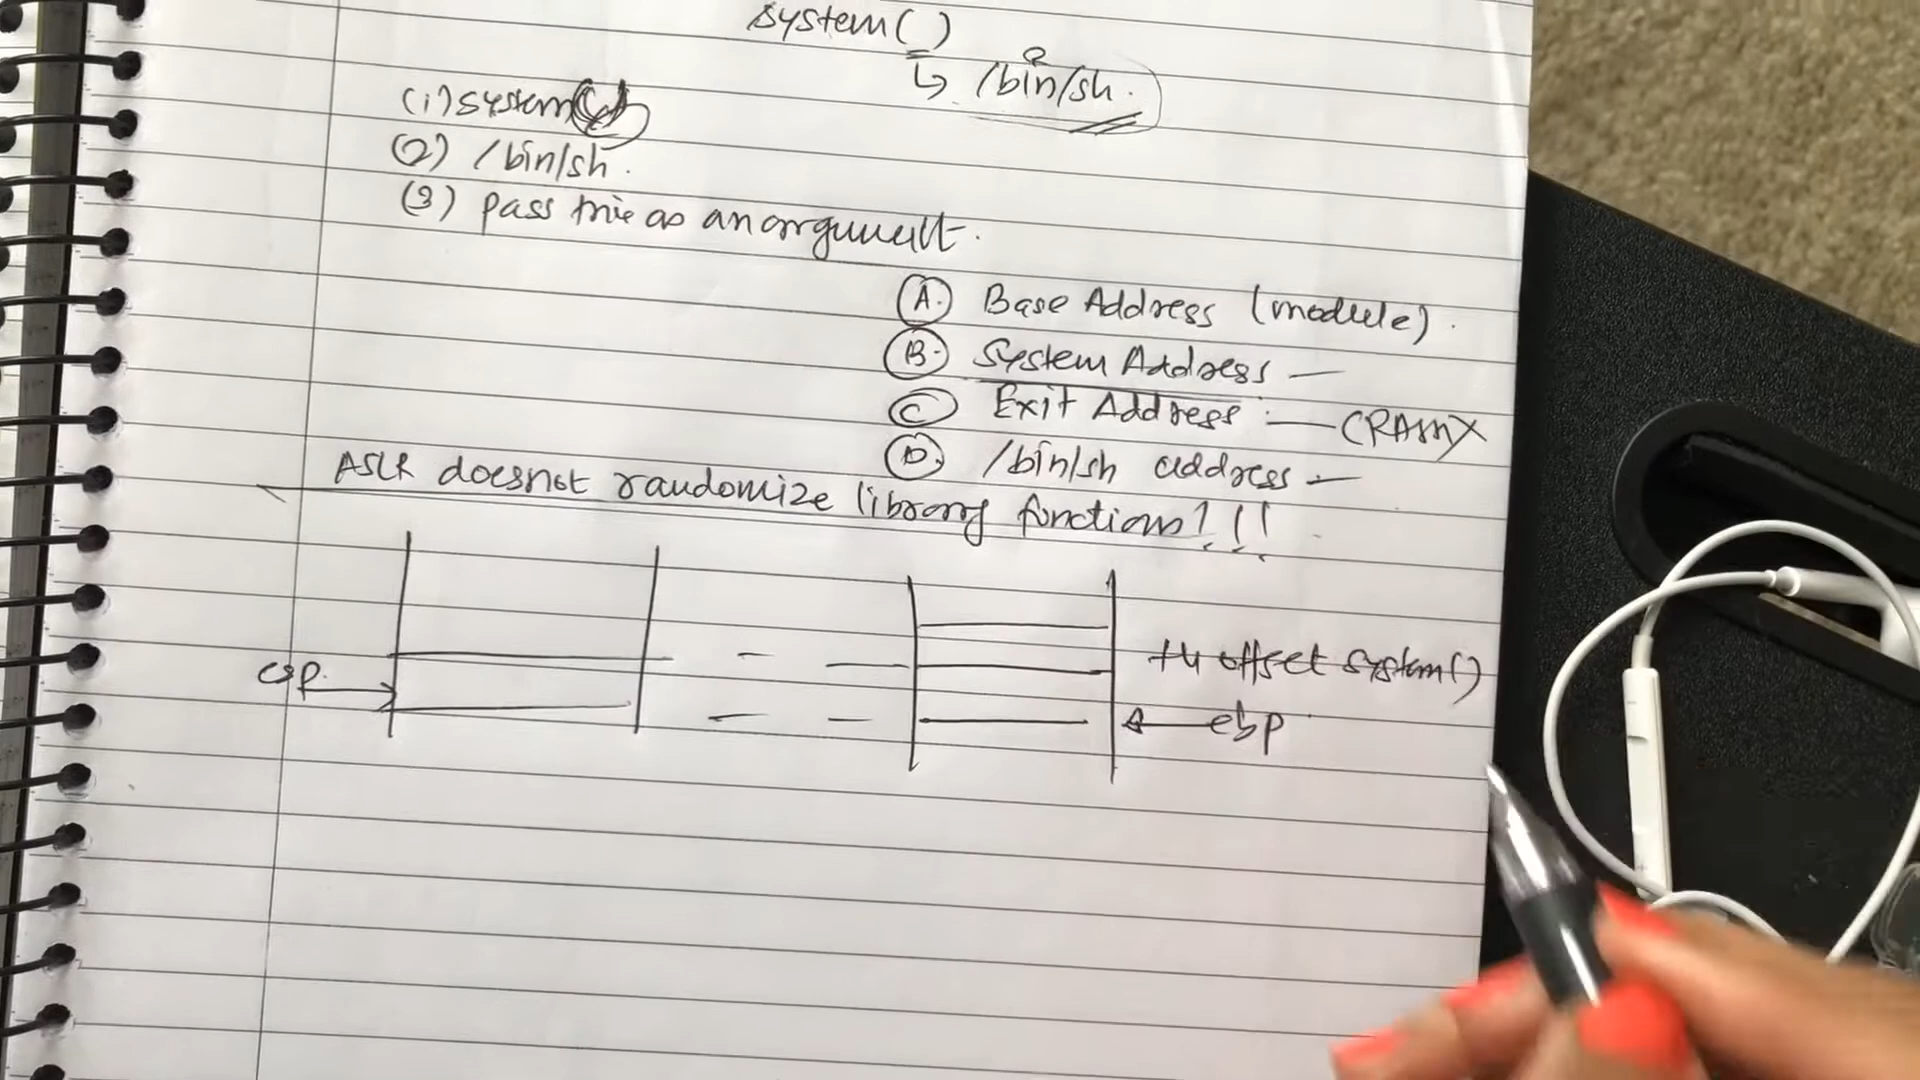 system( )
↳ /bin/sh.
(1) system
(2) /bin/sh.
(3) pass this as an argument.
(A.) Base Address (module).
(B.) System Address —
(C) Exit Address : — CRASH
(D.) /bin/sh address —
ASLR doesnot randomize library functions!!!
esp.
+4 offset system()
ebp